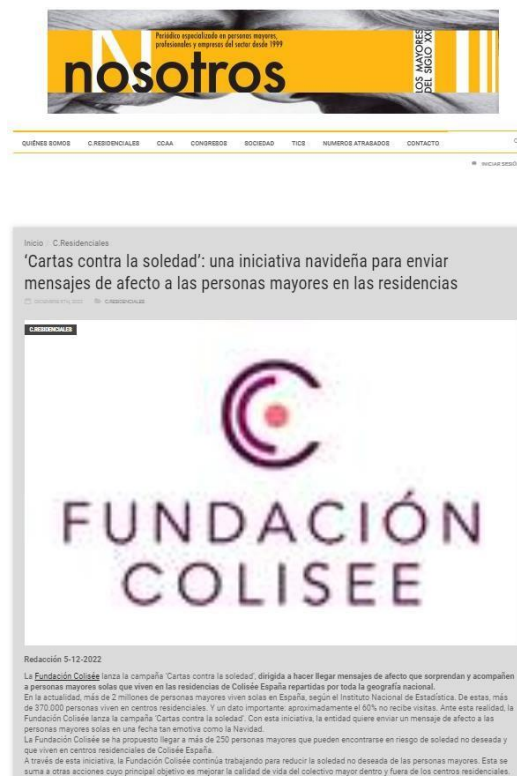 Periódico especializado en personas mayores,
profesionales y empresas del sector desde 1999
nosotros
LOS MAYORES
DEL SIGLO XXI
QUIÉNES SOMOS C.RESIDENCIALES CCAA CONGRESOS SOCIEDAD TICS NUMEROS ATRASADOS CONTACTO
INICIAR SESIÓ
Inicio / C.Residenciales
‘Cartas contra la soledad’: una iniciativa navideña para enviar
mensajes de afecto a las personas mayores en las residencias
C.RESIDENCIALES
C.RESIDENCIALES
FUNDACIÓN
COLISEE
Redacción 5-12-2022
La Fundación Colisée lanza la campaña ‘Cartas contra la soledad’, dirigida a hacer llegar mensajes de afecto que sorprendan y acompañen
a personas mayores solas que viven en las residencias de Colisée España repartidas por toda la geografía nacional.
En la actualidad, más de 2 millones de personas mayores viven solas en España, según el Instituto Nacional de Estadística. De estas, más
de 370.000 personas viven en centros residenciales. Y un dato importante: aproximadamente el 60% no recibe visitas. Ante esta realidad, la
Fundación Colisée lanza la campaña ‘Cartas contra la soledad’. Con esta iniciativa, la entidad quiere enviar un mensaje de afecto a las
personas mayores solas en una fecha tan emotiva como la Navidad.
La Fundación Colisée se ha propuesto llegar a más de 250 personas mayores que pueden encontrarse en riesgo de soledad no deseada y
que viven en centros residenciales de Colisée España.
A través de esta iniciativa, la Fundación Colisée continúa trabajando para reducir la soledad no deseada de las personas mayores. Esta se
suma a otras acciones cuyo principal objetivo es mejorar la calidad de vida del colectivo mayor dentro y fuera de los centros residenciales